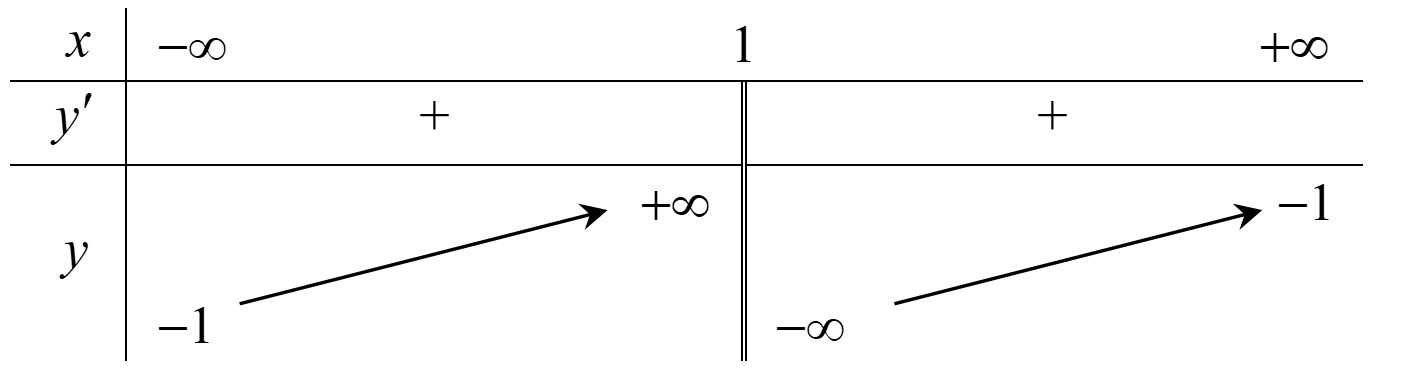 x −∞ 1 +∞
y′ + +
+∞ −1
y
−1 −∞